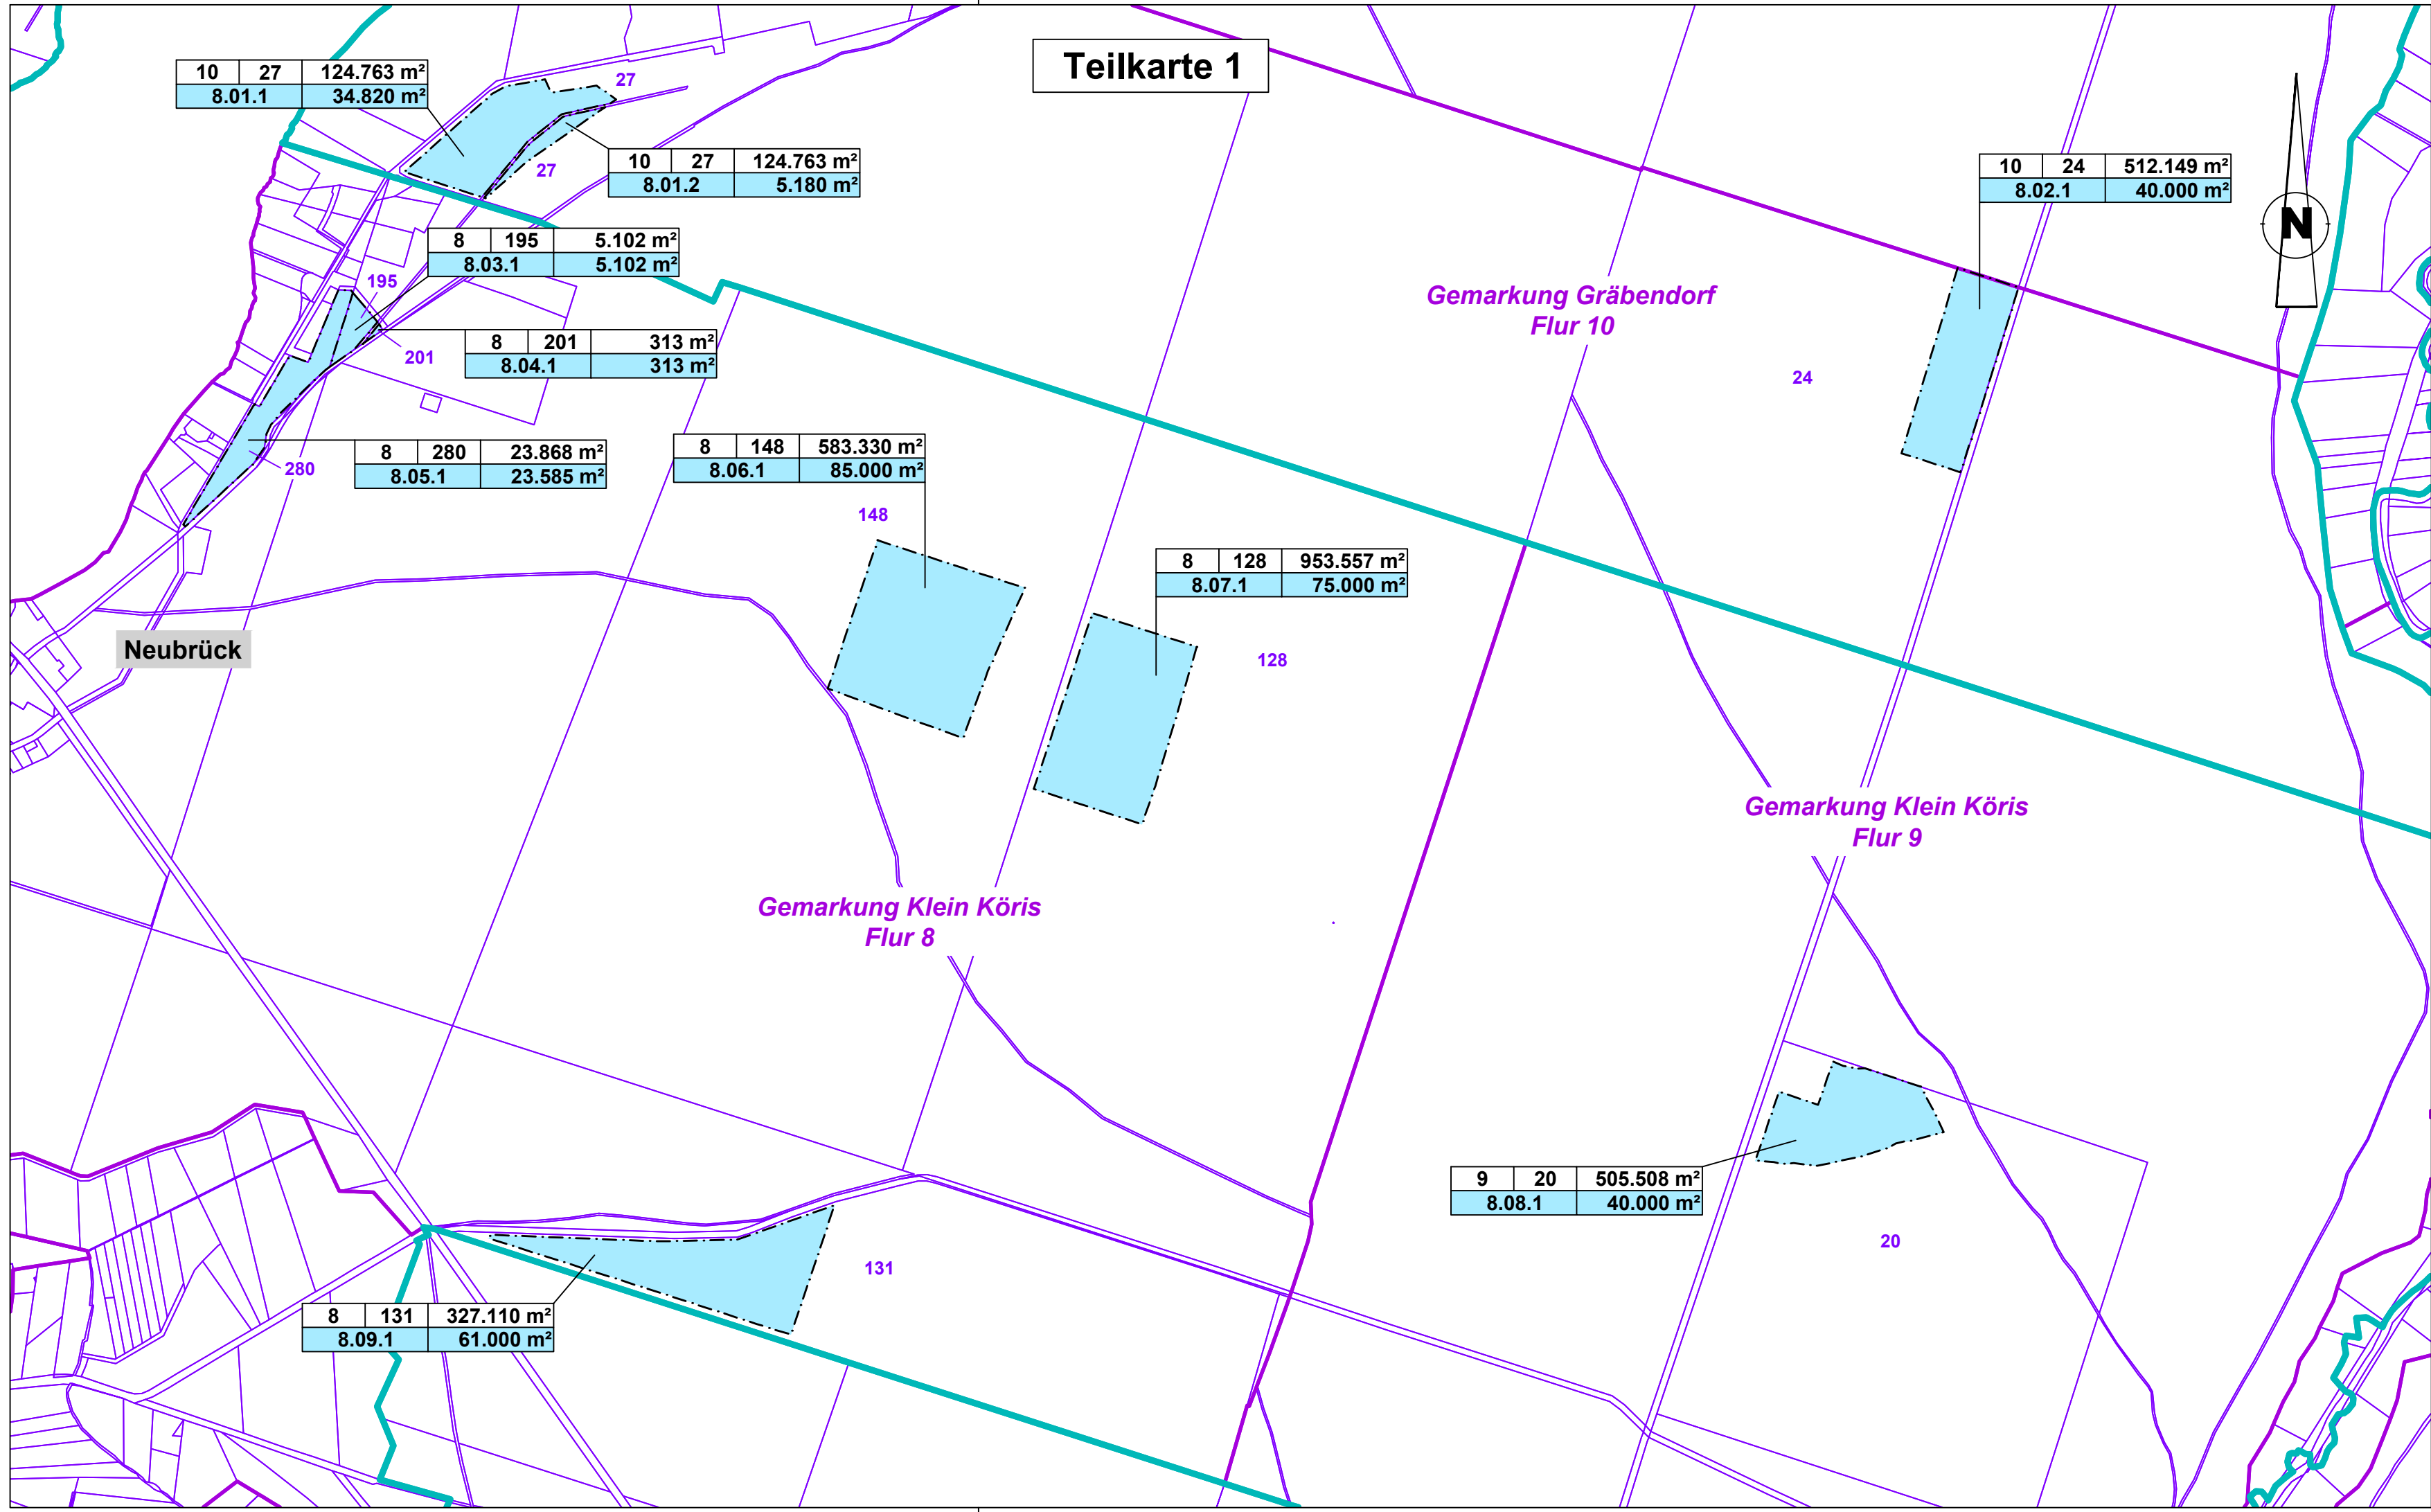 Teilkarte 1
10 27 124.763 m²
8.01.1 34.820 m²
27
10 27 124.763 m²
8.01.2 5.180 m²
27
10 24 512.149 m²
8.02.1 40.000 m²
N
8 195 5.102 m²
8.03.1 5.102 m²
195
Gemarkung Gräbendorf
Flur 10
8 201 313 m²
8.04.1 313 m²
201
24
8 280 23.868 m²
8.05.1 23.585 m²
280
8 148 583.330 m²
8.06.1 85.000 m²
148
8 128 953.557 m²
8.07.1 75.000 m²
128
Neubrück
Gemarkung Klein Köris
Flur 9
Gemarkung Klein Köris
Flur 8
9 20 505.508 m²
8.08.1 40.000 m²
20
131
8 131 327.110 m²
8.09.1 61.000 m²